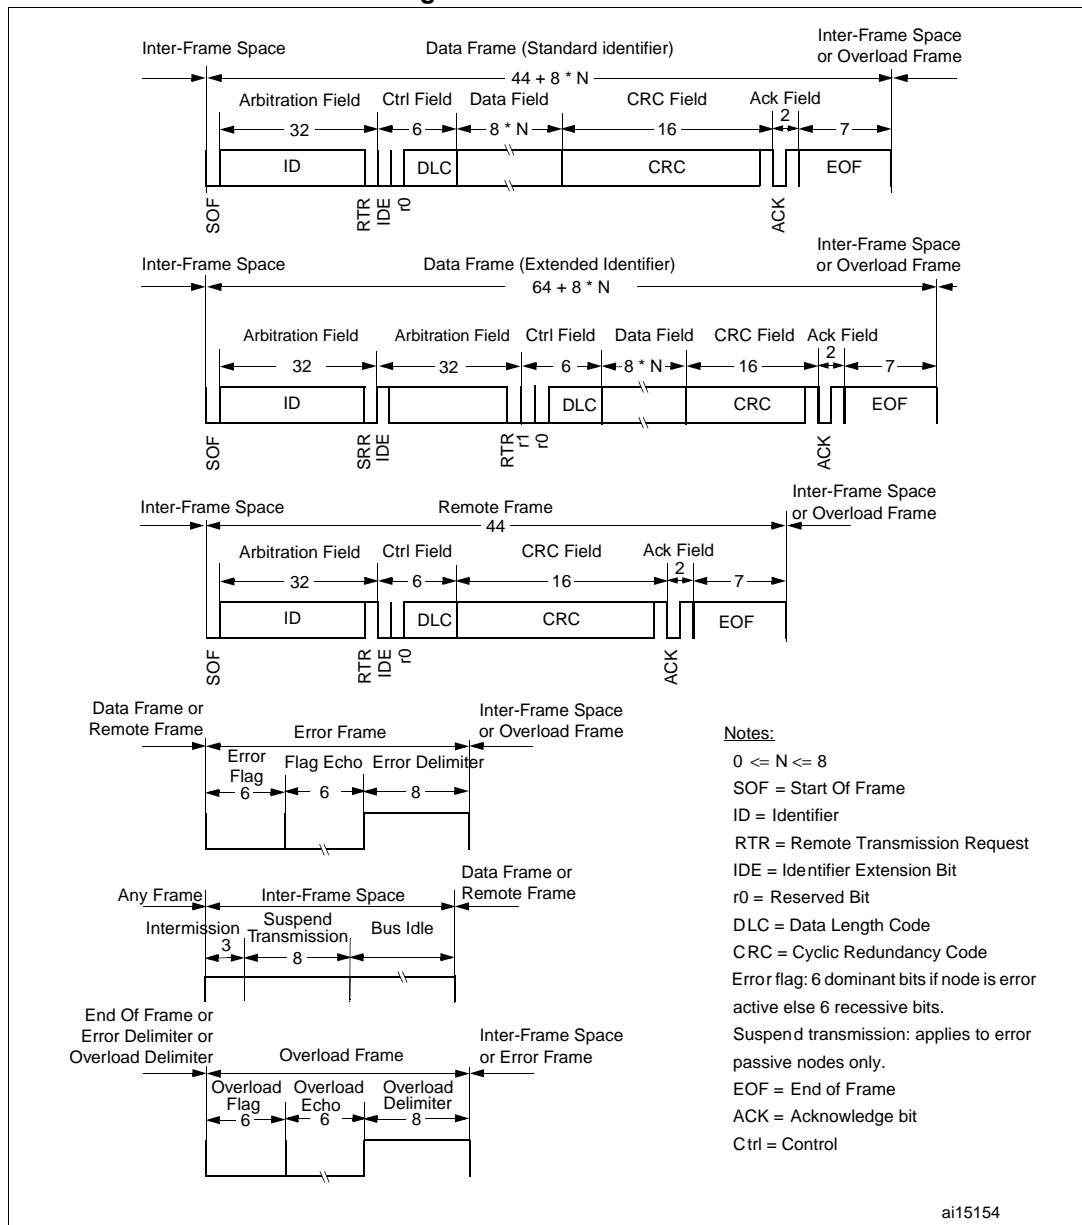 Inter-Frame Space Data Frame (Standard identifier) Inter-Frame Space
or Overload Frame
44 + 8 * N
Arbitration Field Ctrl Field Data Field CRC Field Ack Field
32 6 8 * N 16 2 7
ID DLC CRC EOF
SOF RTR IDE r0 ACK
Inter-Frame Space Data Frame (Extended Identifier) Inter-Frame Space
or Overload Frame
64 + 8 * N
Arbitration Field Arbitration Field Ctrl Field Data Field CRC Field Ack Field
32 32 6 8 * N 16 2 7
ID DLC CRC EOF
SOF SRR IDE RTR r1 r0 ACK
Inter-Frame Space Remote Frame Inter-Frame Space
or Overload Frame
44
Arbitration Field Ctrl Field CRC Field Ack Field
32 6 16 2 7
ID DLC CRC EOF
SOF RTR IDE r0 ACK
Data Frame or
Remote Frame
Error Frame
Inter-Frame Space
or Overload Frame
Error
Flag
Flag Echo Error Delimiter
6 6 8
Any Frame Inter-Frame Space Data Frame or
Remote Frame
Intermission Suspend
Transmission Bus Idle
3 8
End Of Frame or
Error Delimiter or
Overload Delimiter
Overload Frame
Inter-Frame Space
or Error Frame
Overload
Flag
Overload
Echo
Overload
Delimiter
6 6 8
Notes:
0 <= N <= 8
SOF = Start Of Frame
ID = Identifier
RTR = Remote Transmission Request
IDE = Identifier Extension Bit
r0 = Reserved Bit
DLC = Data Length Code
CRC = Cyclic Redundancy Code
Error flag: 6 dominant bits if node is error
active else 6 recessive bits.
Suspend transmission: applies to error
passive nodes only.
EOF = End of Frame
ACK = Acknowledge bit
Ctrl = Control
ai15154